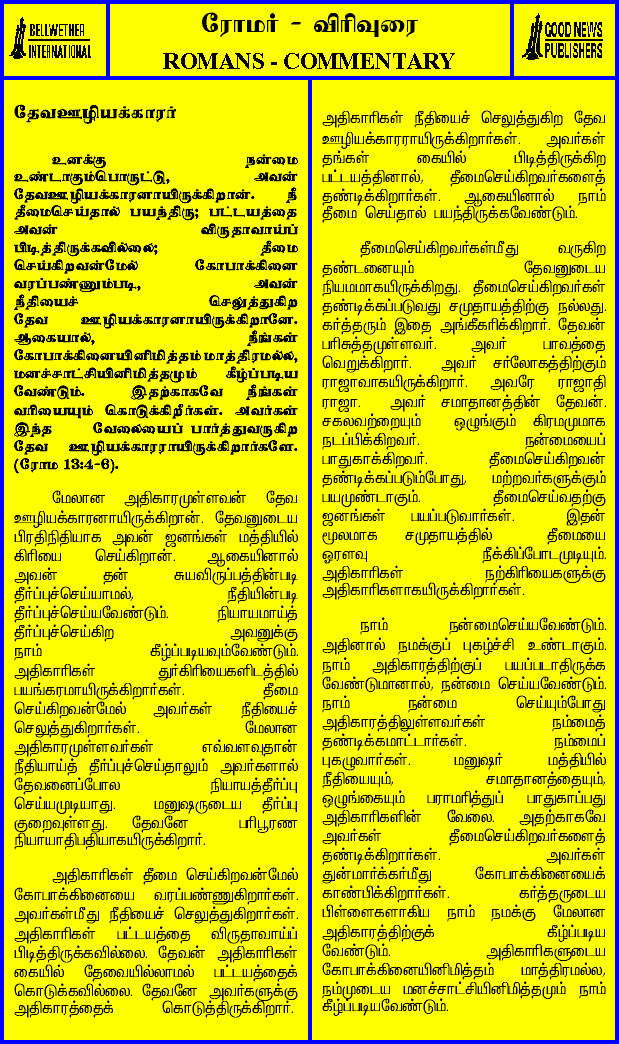 BELLWETHER
INTERNATIONAL
ரோமர் - விரிவுரை
ROMANS - COMMENTARY
GOOD NEWS
PUBLISHERS
தேவஊழியக்காரர்
உனக்கு நன்மை
உண்டாகும்பொருட்டு, அவன்
தேவஊழியக்காரனாயிருக்கிறான். நீ
தீமைசெய்தால் பயந்திரு; பட்டயத்தை
அவன் விருதாவாய்ப்
பிடித்திருக்கவில்லை; தீமை
செய்கிறவன்மேல் கோபாக்கினை
வரப்பண்ணும்படி, அவன்
நீதியைச் செலுத்துகிற
தேவ ஊழியக்காரனாயிருக்கிறானே.
ஆகையால், நீங்கள்
கோபாக்கினையினிமித்தம் மாத்திரமல்ல,
மனச்சாட்சியினிமித்தமும் கீழ்ப்படிய
வேண்டும். இதற்காகவே நீங்கள்
வரியையும் கொடுக்கிறீர்கள். அவர்கள்
இந்த வேலையைப் பார்த்துவருகிற
தேவ ஊழியக்காரராயிருக்கிறார்களே.
(ரோம 13:4-6).
மேலான அதிகாரமுள்ளவன் தேவ
ஊழியக்காரனாயிருக்கிறான். தேவனுடைய
பிரதிநிதியாக அவன் ஜனங்கள் மத்தியில்
கிரியை செய்கிறான். ஆகையினால்
அவன் தன் சுயவிருப்பத்தின்படி
தீர்ப்புச்செய்யாமல், நீதியின்படி
தீர்ப்புச்செய்யவேண்டும். நியாயமாய்த்
தீர்ப்புச்செய்கிற அவனுக்கு
நாம் கீழ்ப்படியவும்வேண்டும்.
அதிகாரிகள் துர்கிரியைகளிடத்தில்
பயங்கரமாயிருக்கிறார்கள். தீமை
செய்கிறவன்மேல் அவர்கள் நீதியைச்
செலுத்துகிறார்கள். மேலான
அதிகாரமுள்ளவர்கள் எவ்வளவுதான்
நீதியாய்த் தீர்ப்புச்செய்தாலும் அவர்களால்
தேவனைப்போல நியாயத்தீர்ப்பு
செய்யமுடியாது. மனுஷருடைய தீர்ப்பு
குறைவுள்ளது. தேவனே பரிபூரண
நியாயாதிபதியாகயிருக்கிறார்.
அதிகாரிகள் தீமை செய்கிறவன்மேல்
கோபாக்கினையை வரப்பண்ணுகிறார்கள்.
அவர்கள்மீது நீதியைச் செலுத்துகிறார்கள்.
அதிகாரிகள் பட்டயத்தை விருதாவாய்ப்
பிடித்திருக்கவில்லை. தேவன் அதிகாரிகள்
கையில் தேவையில்லாமல் பட்டயத்தைக்
கொடுக்கவில்லை. தேவனே அவர்களுக்கு
அதிகாரத்தைக் கொடுத்திருக்கிறார்.
அதிகாரிகள் நீதியைச் செலுத்துகிற தேவ
ஊழியக்காரராயிருக்கிறார்கள். அவர்கள்
தங்கள் கையில் பிடித்திருக்கிற
பட்டயத்தினால், தீமைசெய்கிறவர்களைத்
தண்டிக்கிறார்கள். ஆகையினால் நாம்
தீமை செய்தால் பயந்திருக்கவேண்டும்.
தீமைசெய்கிறவர்கள்மீது வருகிற
தண்டனையும் தேவனுடைய
நியமமாகயிருக்கிறது. தீமைசெய்கிறவர்கள்
தண்டிக்கப்படுவது சமுதாயத்திற்கு நல்லது.
கர்த்தரும் இதை அங்கீகரிக்கிறார். தேவன்
பரிசுத்தமுள்ளவர். அவர் பாவத்தை
வெறுக்கிறார். அவர் சர்லோகத்திற்கும்
ராஜாவாகயிருக்கிறார். அவரே ராஜாதி
ராஜா. அவர் சமாதானத்தின் தேவன்.
சகலவற்றையும் ஒழுங்கும் கிரமமுமாக
நடப்பிக்கிறவர். நன்மையைப்
பாதுகாக்கிறவர். தீமைசெய்கிறவன்
தண்டிக்கப்படும்போது, மற்றவர்களுக்கும்
பயமுண்டாகும். தீமைசெய்வதற்கு
ஜனங்கள் பயப்படுவார்கள். இதன்
மூலமாக சமுதாயத்தில் தீமையை
ஓரளவு நீக்கிப்போடமுடியும்.
அதிகாரிகள் நற்கிரியைகளுக்கு
அதிகாரிகளாகயிருக்கிறார்கள்.
நாம் நன்மைசெய்யவேண்டும்.
அதினால் நமக்குப் புகழ்ச்சி உண்டாகும்.
நாம் அதிகாரத்திற்குப் பயப்படாதிருக்க
வேண்டுமானால், நன்மை செய்யவேண்டும்.
நாம் நன்மை செய்யும்போது
அதிகாரத்திலுள்ளவர்கள் நம்மைத்
தண்டிக்கமாட்டார்கள். நம்மைப்
புகழுவார்கள். மனுஷர் மத்தியில்
நீதியையும், சமாதானத்தையும்,
ஒழுங்கையும் பராமரித்துப் பாதுகாப்பது
அதிகாரிகளின் வேலை. அதற்காகவே
அவர்கள் தீமைசெய்கிறவர்களைத்
தண்டிக்கிறார்கள். அவர்கள்
துன்மார்க்கர்மீது கோபாக்கினையைக்
காண்பிக்கிறார்கள். கர்த்தருடைய
பிள்ளைகளாகிய நாம் நமக்கு மேலான
அதிகாரத்திற்குக் கீழ்ப்படிய
வேண்டும். அதிகாரிகளுடைய
கோபாக்கினையினிமித்தம் மாத்திரமல்ல,
நம்முடைய மனச்சாட்சியினிமித்தமும் நாம்
கீழ்ப்படியவேண்டும்.